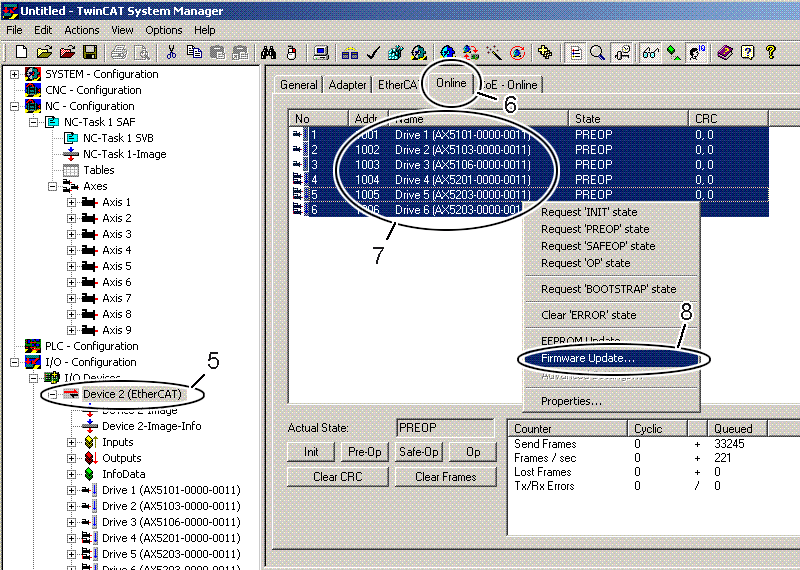 Untitled - TwinCAT System Manager
File Edit Actions View Options Help
SYSTEM - Configuration
CNC - Configuration
NC - Configuration
NC-Task 1 SAF
NC-Task 1 SVB
NC-Task 1-Image
Tables
Axes
Axis 1
Axis 2
Axis 3
Axis 4
Axis 5
Axis 6
Axis 7
Axis 8
Axis 9
PLC - Configuration
I/O - Configuration
I/O Devices
5
Device 2 (EtherCAT)
Device 2-Image
Device 2-Image-Info
Inputs
Outputs
InfoData
Drive 1 (AX5101-0000-0011)
Drive 2 (AX5103-0000-0011)
Drive 3 (AX5106-0000-0011)
Drive 4 (AX5201-0000-0011)
Drive 5 (AX5203-0000-0011)
Drive 6 (AX5203-0000-0011)
General Adapter EtherCA Online CoE - Online
6
No Addr Name State CRC
1 1001 Drive 1 (AX5101-0000-0011) PREOP 0, 0
2 1002 Drive 2 (AX5103-0000-0011) PREOP 0, 0
3 1003 Drive 3 (AX5106-0000-0011) PREOP 0, 0
4 1004 Drive 4 (AX5201-0000-0011) PREOP 0, 0
5 1005 Drive 5 (AX5203-0000-0011) PREOP 0, 0
6 1006 Drive 6 (AX5203-0000-001
7
Request 'INIT' state
Request 'PREOP' state
Request 'SAFEOP' state
Request 'OP' state
Request 'BOOTSTRAP' state
Clear 'ERROR' state
8
EEPROM Update...
Firmware Update...
Advanced Settings...
Properties...
Actual State: PREOP
Init Pre-Op Safe-Op Op
Clear CRC Clear Frames
Counter Cyclic Queued
Send Frames 0 + 33245
Frames / sec 0 + 221
Lost Frames 0 + 0
Tx/Rx Errors 0 / 0